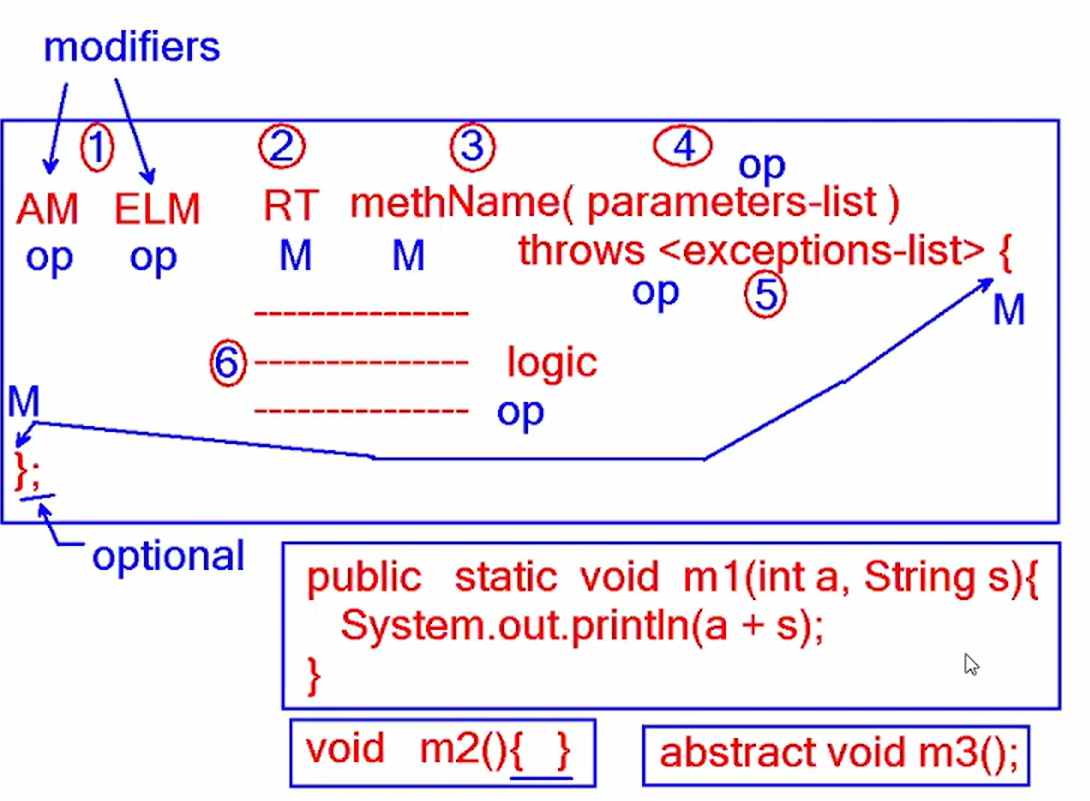 modifiers
1 2 3 4 op
AM ELM RT methName( parameters-list )
op op M M throws <exceptions-list> {
op 5 M
---------------
6 --------------- logic
M --------------- op
};
optional
public static void m1(int a, String s){
System.out.println(a + s);
}
void m2(){ }
abstract void m3();